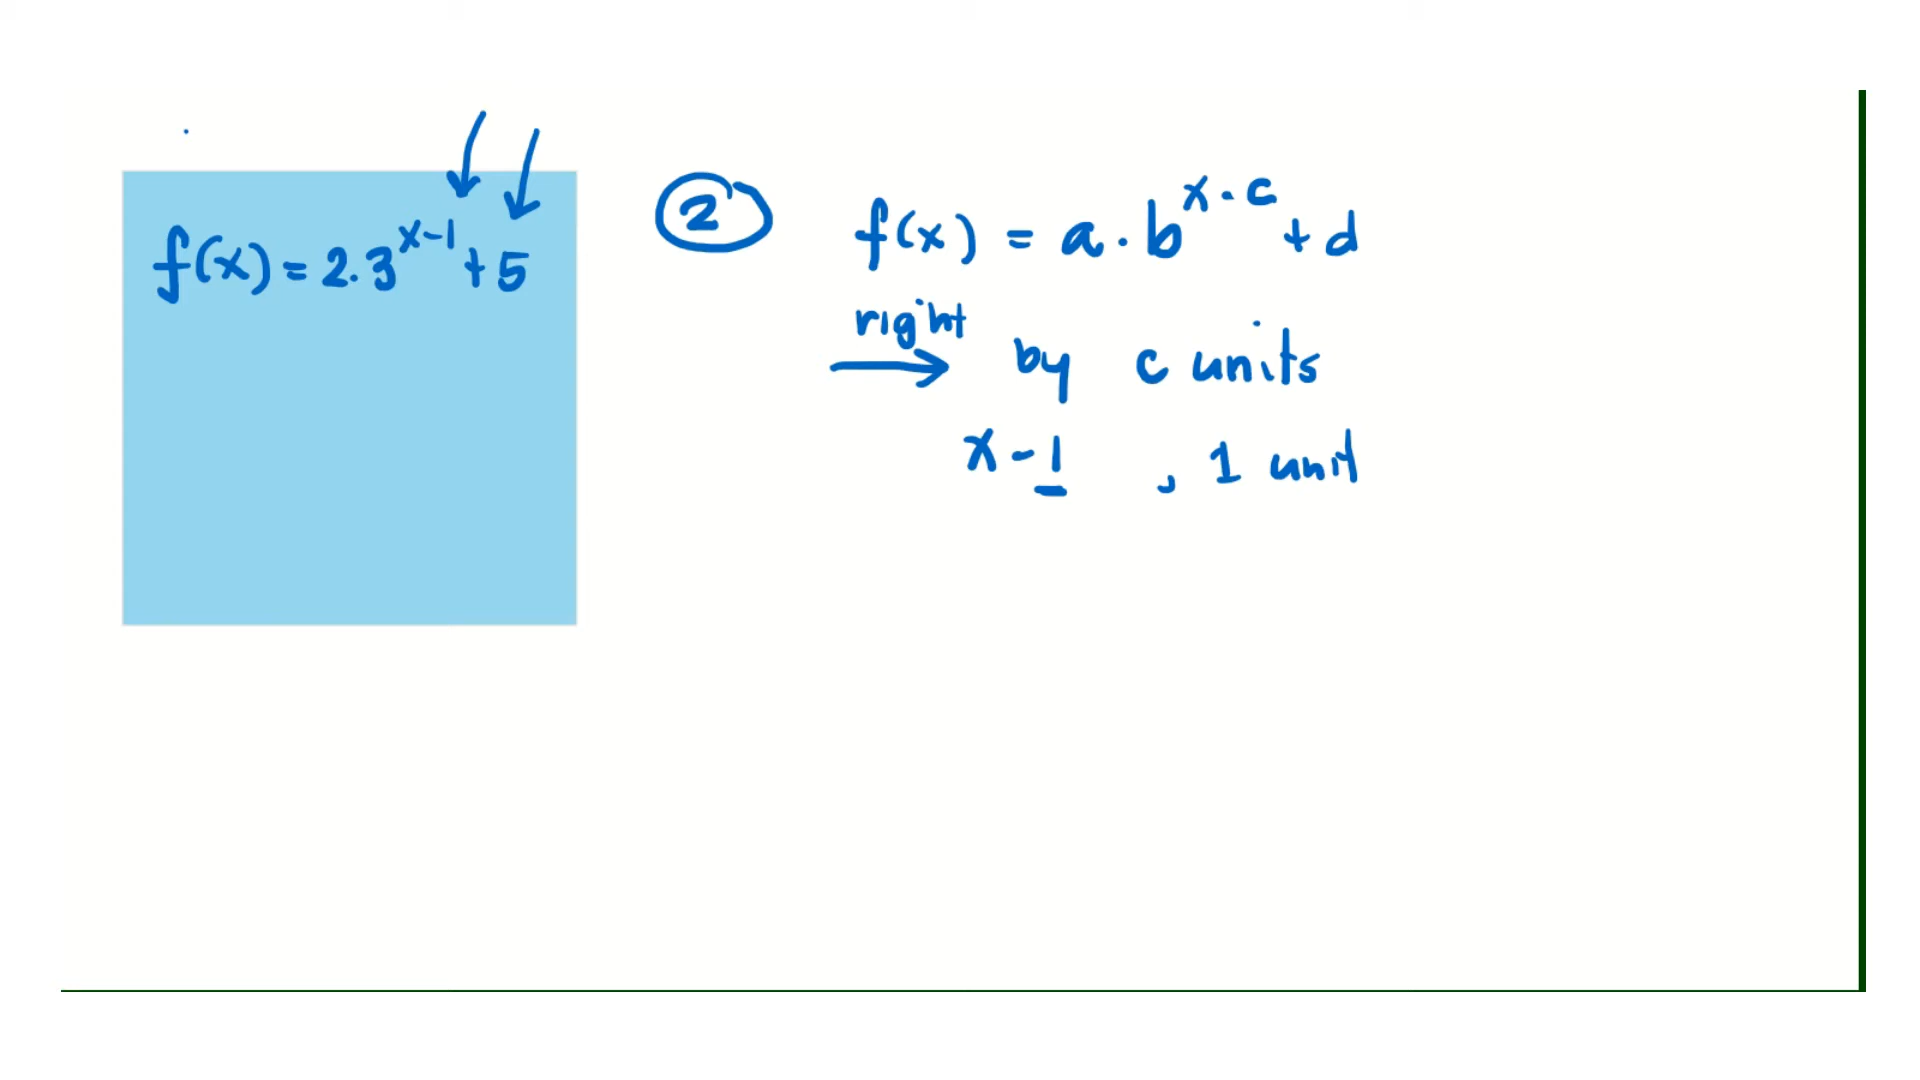 f(x) = 2 . 3^{x-1} + 5
2 f(x) = a . b^{x-c} + d
right
→ by c units
x - 1 , 1 unit